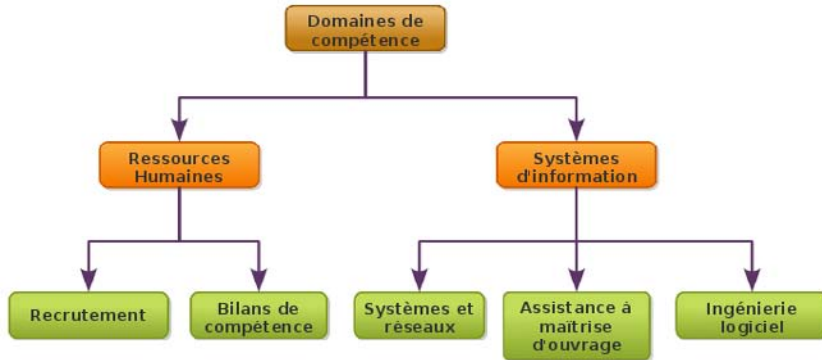 Domaines de
compétence
Ressources
Humaines
Systèmes
d'information
Recrutement
Bilans de
compétence
Systèmes et
réseaux
Assistance à
maîtrise
d'ouvrage
Ingénierie
logiciel